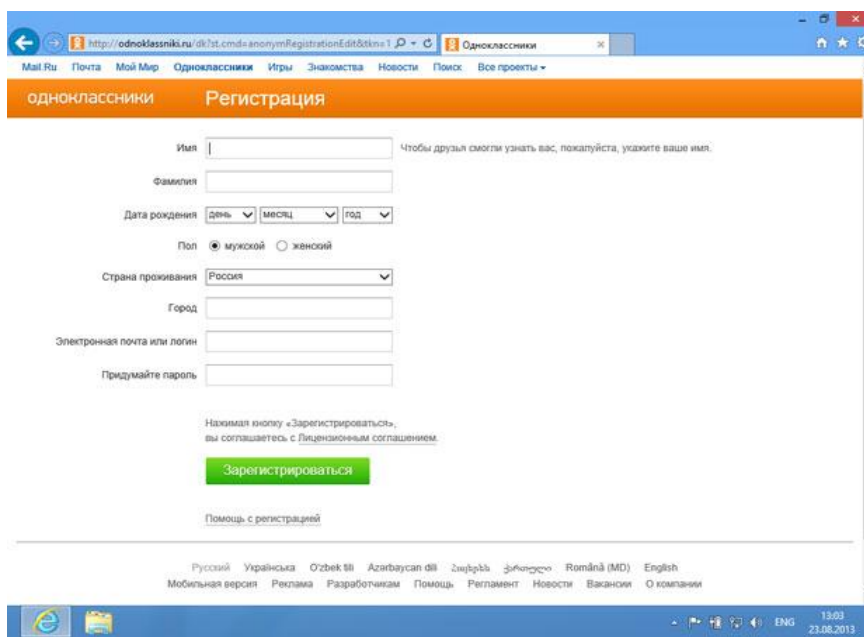 http://odnoklassniki.ru/dk?st.cmd=anonymRegistrationEdit&tkn=1
Одноклассники
Mail.Ru Почта Мой Мир Одноклассники Игры Знакомства Новости Поиск Все проекты
одноклассники Регистрация
Имя Чтобы друзья смогли узнать вас, пожалуйста, укажите ваше имя.
Фамилия
Дата рождения день месяц год
Пол мужской женский
Страна проживания Россия
Город
Электронная почта или логин
Придумайте пароль
Нажимая кнопку «Зарегистрироваться»,
вы соглашаетесь с Лицензионным соглашением.
Зарегистрироваться
Помощь с регистрацией
Русский Українська O'zbek tili Azərbaycan dili Հայերեն ქართული Română (MD) English
Мобильная версия Реклама Разработчикам Помощь Регламент Новости Вакансии О компании
ENG 13:03
23.08.2013